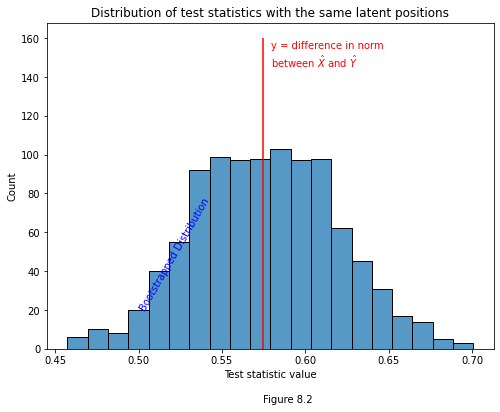 Distribution of test statistics with the same latent positions
160
140
120
100
80
60
40
20
0
Count
y = difference in norm
between X̂ and Ŷ
Bootstrapped Distribution
0.45 0.50 0.55 0.60 0.65 0.70
Test statistic value
Figure 8.2